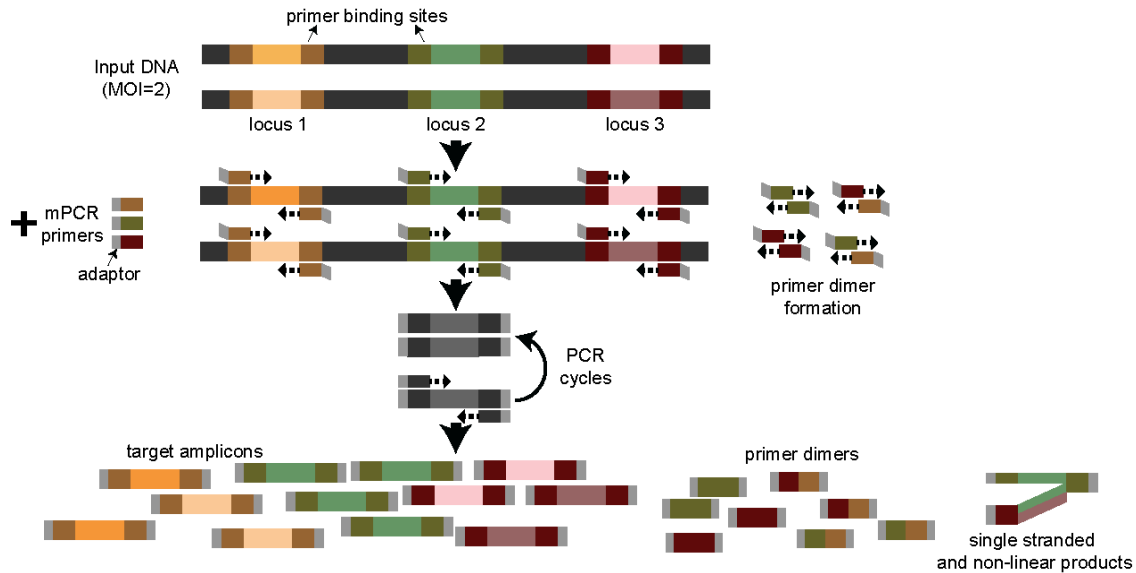 primer binding sites
Input DNA
(MOI=2)
locus 1
locus 2
locus 3
+ mPCR
primers
adaptor
primer dimer
formation
PCR
cycles
target amplicons
primer dimers
single stranded
and non-linear products